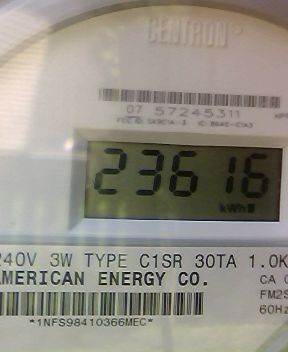 CENTRON®
07 57245311
23616
kWh
240V 3W TYPE C1SR 30TA 1.0K
AMERICAN ENERGY CO. CA
FM2S
60Hz
*1NFS98410366MEC*